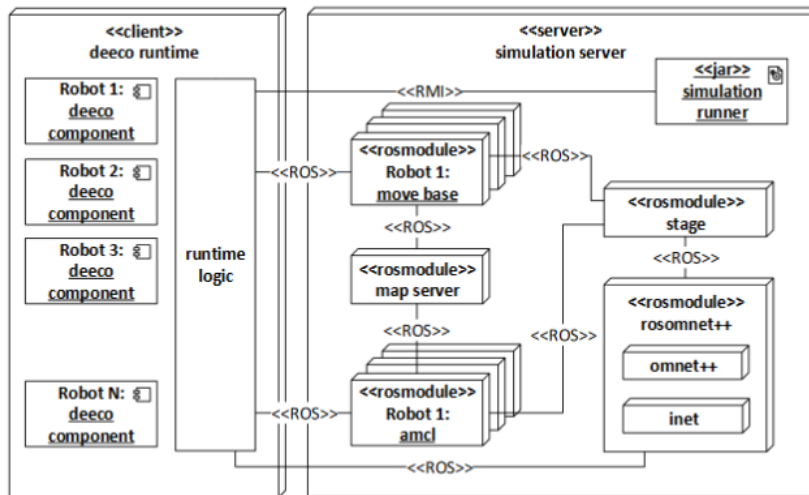 <<client>>
deeco runtime
Robot 1:
deeco
component
Robot 2:
deeco
component
Robot 3:
deeco
component
Robot N:
deeco
component
runtime
logic
<<server>>
simulation server
<<RMI>>
<<jar>>
simulation
runner
<<ROS>>
<<rosmodule>>
Robot 1:
move base
<<ROS>>
<<ROS>>
<<rosmodule>>
map server
<<ROS>>
<<ROS>>
<<rosmodule>>
Robot 1:
amcl
<<ROS>>
<<rosmodule>>
stage
<<ROS>>
<<rosmodule>>
rosomnet++
omnet++
inet
<<ROS>>